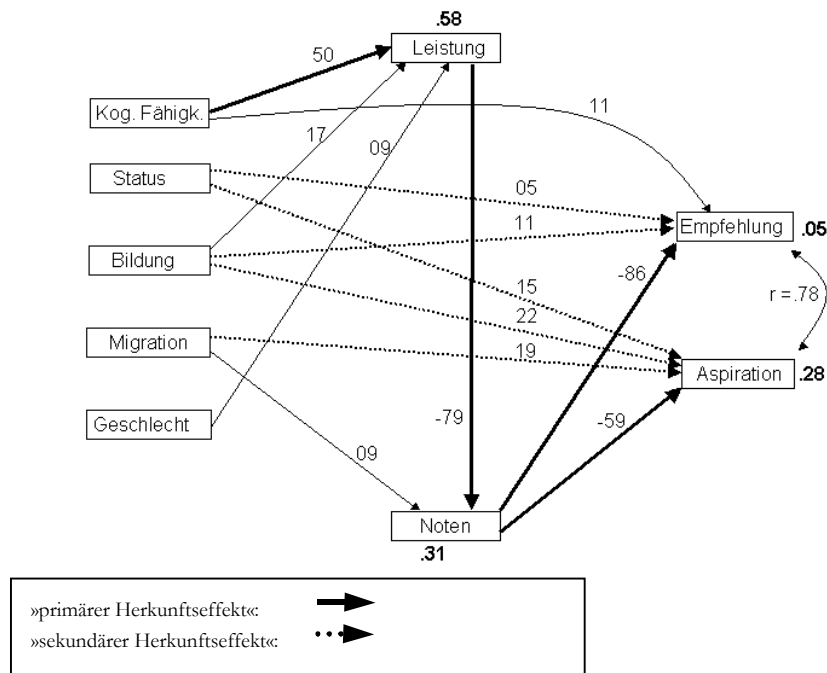 .58
Leistung
50
Kog. Fähigk.
11
17
09
Status
05
Empfehlung
.05
11
Bildung
-86
15
r = .78
22
Migration
19
Aspiration
.28
Geschlecht
-79
-59
09
Noten
.31
»primärer Herkunftseffekt«:
»sekundärer Herkunftseffekt«: